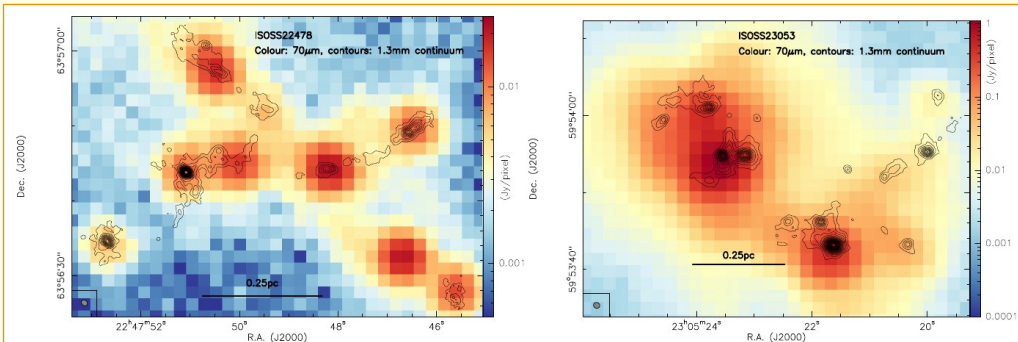 ISOSS22478
Colour: 70μm, contours: 1.3mm continuum
63°57'00"
63°56'30"
Dec. (J2000)
0.25pc
22ʰ47ᵐ52ˢ 50ˢ 48ˢ 46ˢ
R.A. (J2000)
0.01
0.001
(Jy/pixel)
ISOSS23053
Colour: 70μm, contours: 1.3mm continuum
59°54'00"
59°53'40"
Dec. (J2000)
0.25pc
23ʰ05ᵐ24ˢ 22ˢ 20ˢ
R.A. (J2000)
1
0.1
0.01
0.001
0.0001
(Jy/pixel)